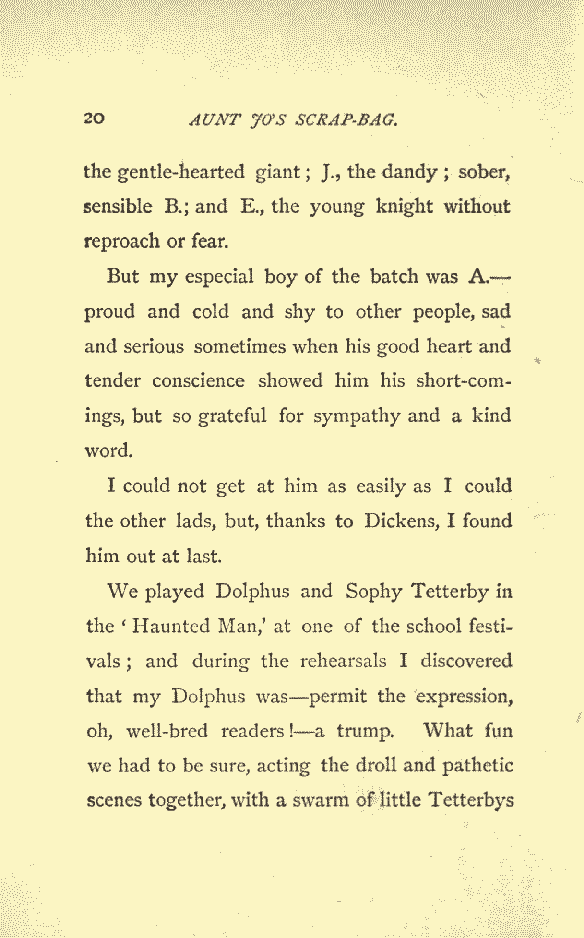 20 AUNT JO'S SCRAP-BAG.
the gentle-hearted giant; J., the dandy; sober,
sensible B.; and E., the young knight without
reproach or fear.
But my especial boy of the batch was A.—
proud and cold and shy to other people, sad
and serious sometimes when his good heart and
tender conscience showed him his short-com-
ings, but so grateful for sympathy and a kind
word.
I could not get at him as easily as I could
the other lads, but, thanks to Dickens, I found
him out at last.
We played Dolphus and Sophy Tetterby in
the ‘Haunted Man,’ at one of the school festi-
vals; and during the rehearsals I discovered
that my Dolphus was—permit the expression,
oh, well-bred readers!—a trump. What fun
we had to be sure, acting the droll and pathetic
scenes together, with a swarm of little Tetterbys